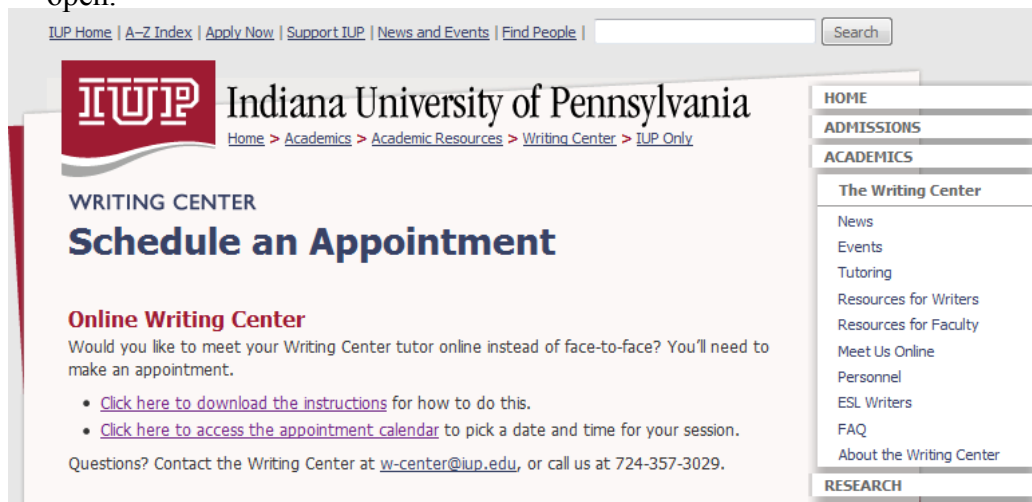 open.
IUP Home | A–Z Index | Apply Now | Support IUP | News and Events | Find People |
Search
IUP
Indiana University of Pennsylvania
Home > Academics > Academic Resources > Writing Center > IUP Only
WRITING CENTER
Schedule an Appointment
Online Writing Center
Would you like to meet your Writing Center tutor online instead of face-to-face? You'll need to
make an appointment.
• Click here to download the instructions for how to do this.
• Click here to access the appointment calendar to pick a date and time for your session.
Questions? Contact the Writing Center at w-center@iup.edu, or call us at 724-357-3029.
HOME
ADMISSIONS
ACADEMICS
The Writing Center
News
Events
Tutoring
Resources for Writers
Resources for Faculty
Meet Us Online
Personnel
ESL Writers
FAQ
About the Writing Center
RESEARCH